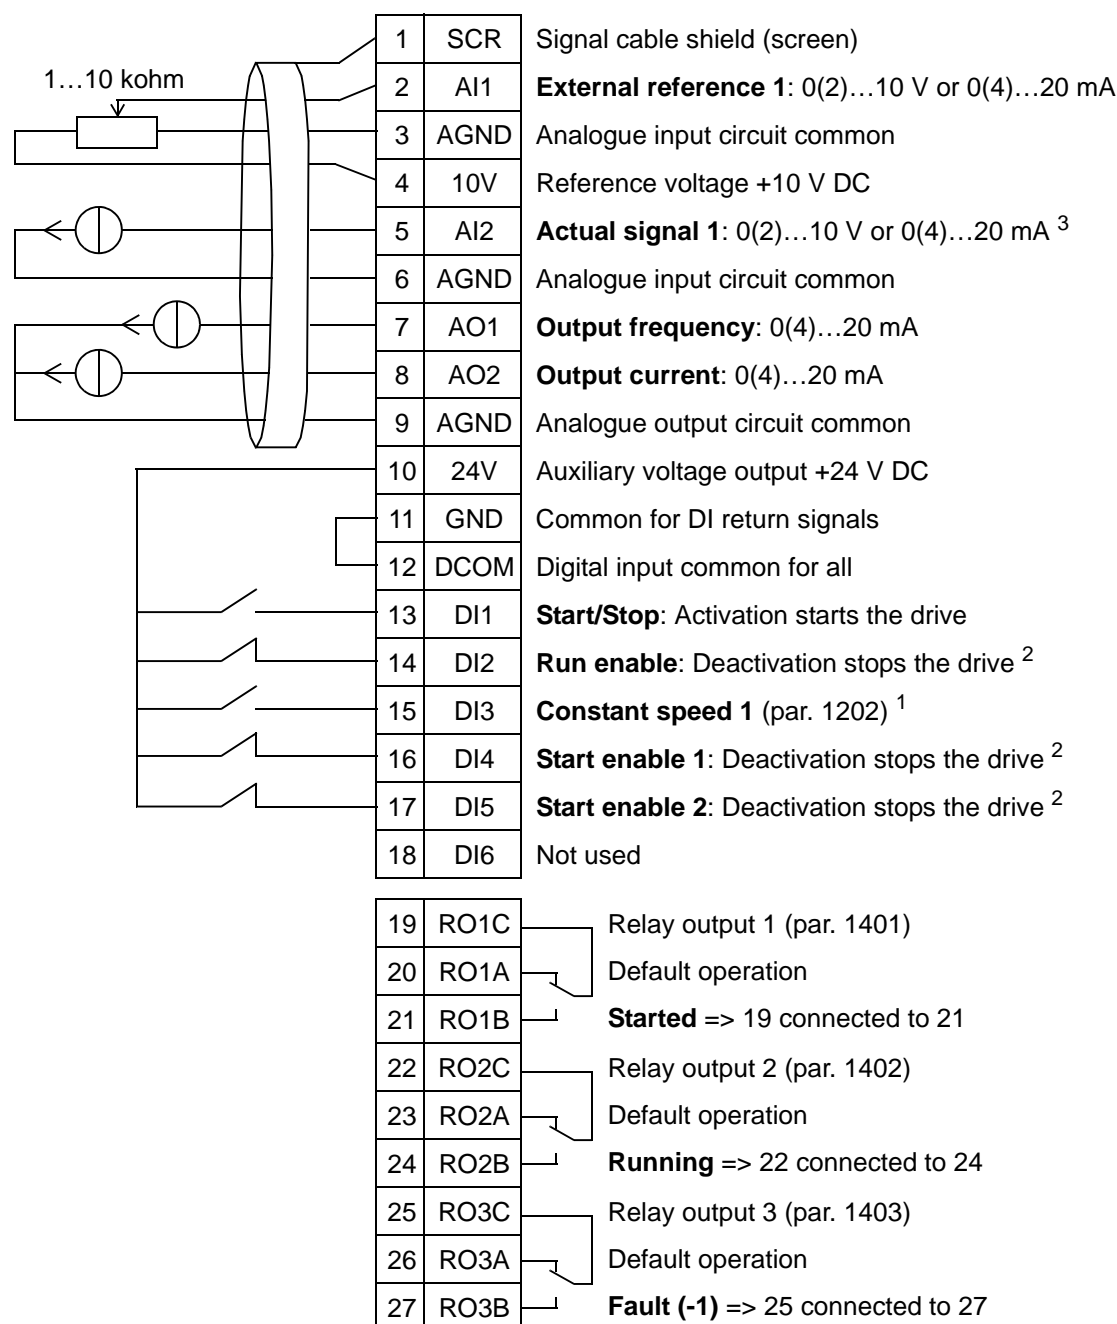 1…10 kohm
1 SCR Signal cable shield (screen)
2 AI1 External reference 1: 0(2)…10 V or 0(4)…20 mA
3 AGND Analogue input circuit common
4 10V Reference voltage +10 V DC
5 AI2 Actual signal 1: 0(2)…10 V or 0(4)…20 mA 3
6 AGND Analogue input circuit common
7 AO1 Output frequency: 0(4)…20 mA
8 AO2 Output current: 0(4)…20 mA
9 AGND Analogue output circuit common
10 24V Auxiliary voltage output +24 V DC
11 GND Common for DI return signals
12 DCOM Digital input common for all
13 DI1 Start/Stop: Activation starts the drive
14 DI2 Run enable: Deactivation stops the drive 2
15 DI3 Constant speed 1 (par. 1202) 1
16 DI4 Start enable 1: Deactivation stops the drive 2
17 DI5 Start enable 2: Deactivation stops the drive 2
18 DI6 Not used
19 RO1C Relay output 1 (par. 1401)
20 RO1A Default operation
21 RO1B Started => 19 connected to 21
22 RO2C Relay output 2 (par. 1402)
23 RO2A Default operation
24 RO2B Running => 22 connected to 24
25 RO3C Relay output 3 (par. 1403)
26 RO3A Default operation
27 RO3B Fault (-1) => 25 connected to 27